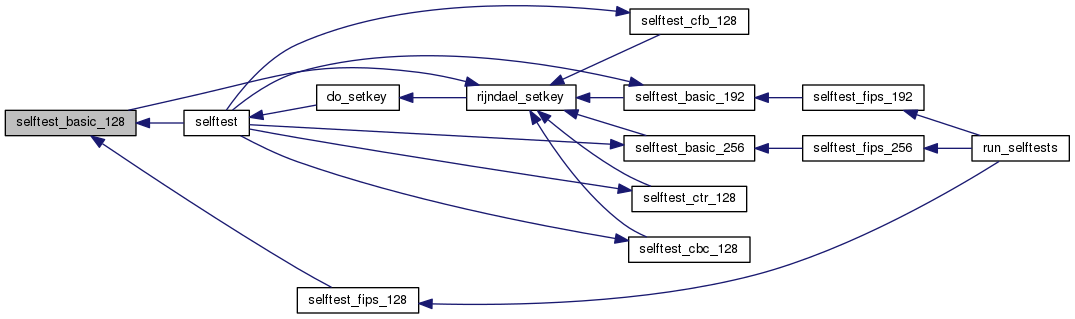 selftest_cfb_128
do_setkey
rijndael_setkey
selftest_basic_192
selftest_fips_192
selftest_basic_128
selftest
selftest_basic_256
selftest_fips_256
run_selftests
selftest_ctr_128
selftest_cbc_128
selftest_fips_128